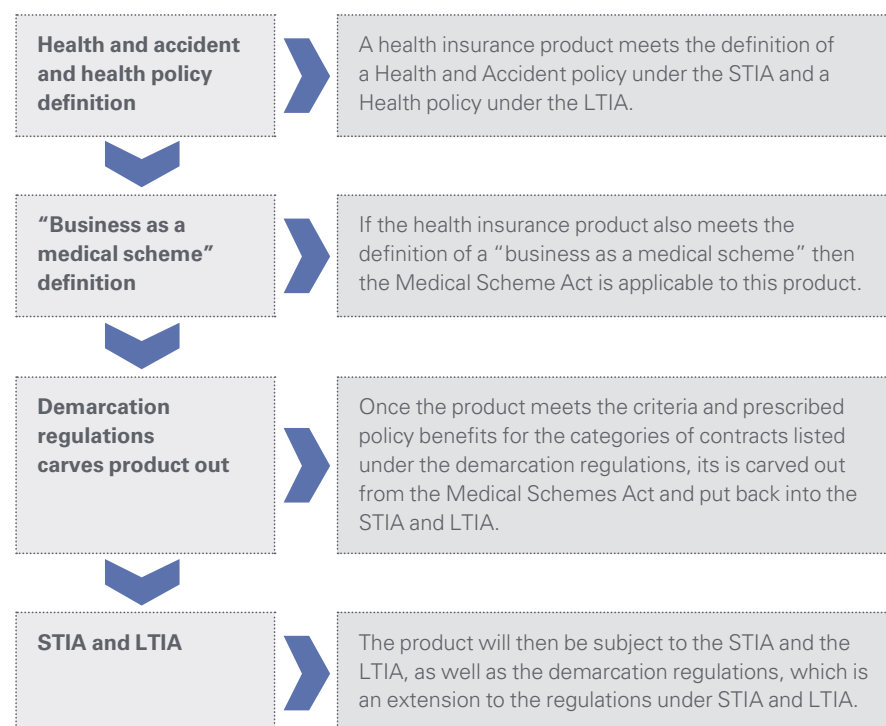 Health and accident
and health policy
definition
A health insurance product meets the definition of
a Health and Accident policy under the STIA and a
Health policy under the LTIA.
“Business as a
medical scheme”
definition
If the health insurance product also meets the
definition of a “business as a medical scheme” then
the Medical Scheme Act is applicable to this product.
Demarcation
regulations
carves product out
Once the product meets the criteria and prescribed
policy benefits for the categories of contracts listed
under the demarcation regulations, its is carved out
from the Medical Schemes Act and put back into the
STIA and LTIA.
STIA and LTIA
The product will then be subject to the STIA and the
LTIA, as well as the demarcation regulations, which is
an extension to the regulations under STIA and LTIA.